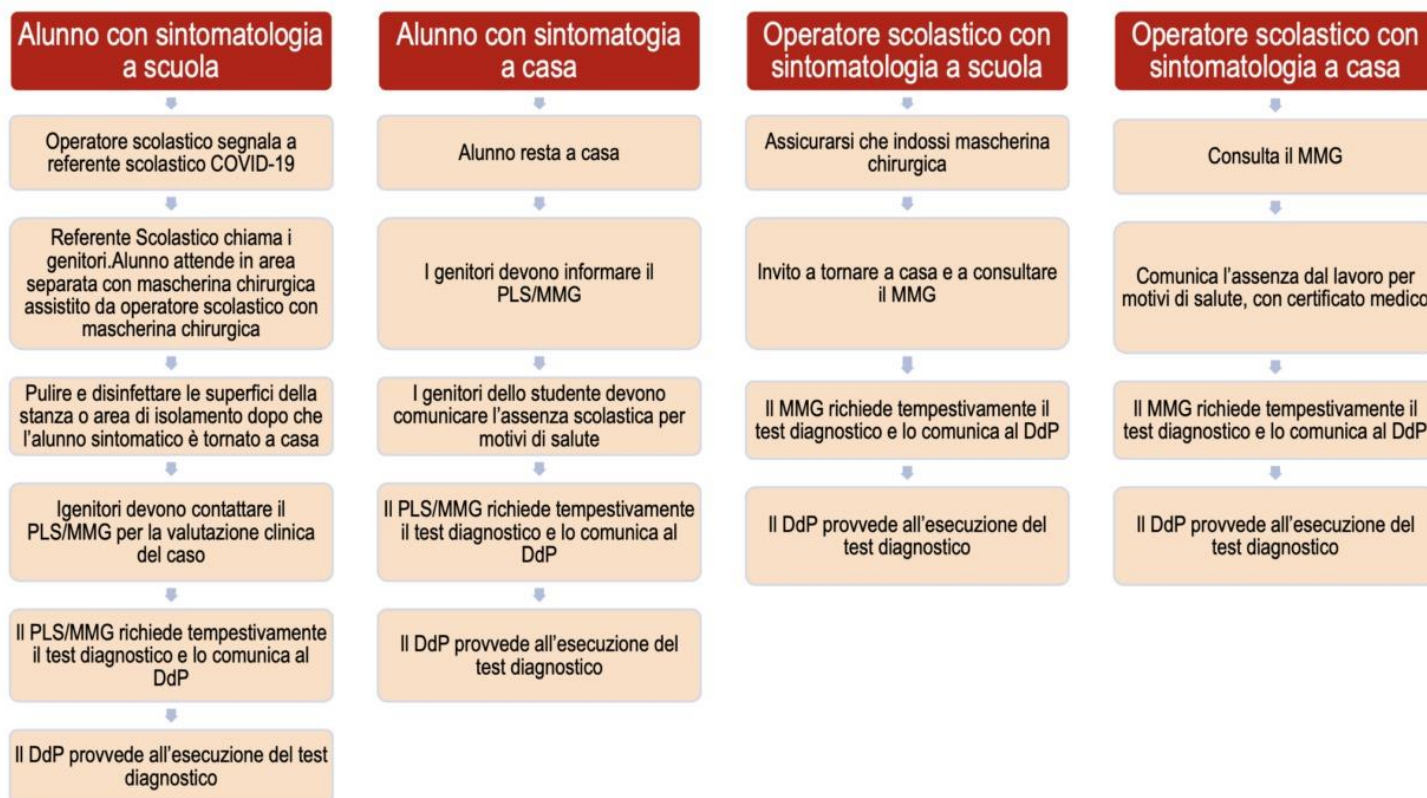 Alunno con sintomatologia
a scuola
Operatore scolastico segnala a
referente scolastico COVID-19
Referente Scolastico chiama i
genitori.Alunno attende in area
separata con mascherina chirurgica
assistito da operatore scolastico con
mascherina chirurgica
Pulire e disinfettare le superfici della
stanza o area di isolamento dopo che
l'alunno sintomatico è tornato a casa
Igenitori devono contattare il
PLS/MMG per la valutazione clinica
del caso
Il PLS/MMG richiede tempestivamente
il test diagnostico e lo comunica al
DdP
Il DdP provvede all'esecuzione del test
diagnostico
Alunno con sintomatogia
a casa
Alunno resta a casa
I genitori devono informare il
PLS/MMG
I genitori dello studente devono
comunicare l'assenza scolastica per
motivi di salute
Il PLS/MMG richiede tempestivamente
il test diagnostico e lo comunica al
DdP
Il DdP provvede all'esecuzione del
test diagnostico
Operatore scolastico con
sintomatologia a scuola
Assicurarsi che indossi mascherina
chirurgica
Invito a tornare a casa e a consultare
il MMG
Il MMG richiede tempestivamente il
test diagnostico e lo comunica al DdP
Il DdP provvede all'esecuzione del
test diagnostico
Operatore scolastico con
sintomatologia a casa
Consulta il MMG
Comunica l'assenza dal lavoro per
motivi di salute, con certificato medico
Il MMG richiede tempestivamente il
test diagnostico e lo comunica al DdP
Il DdP provvede all'esecuzione del
test diagnostico